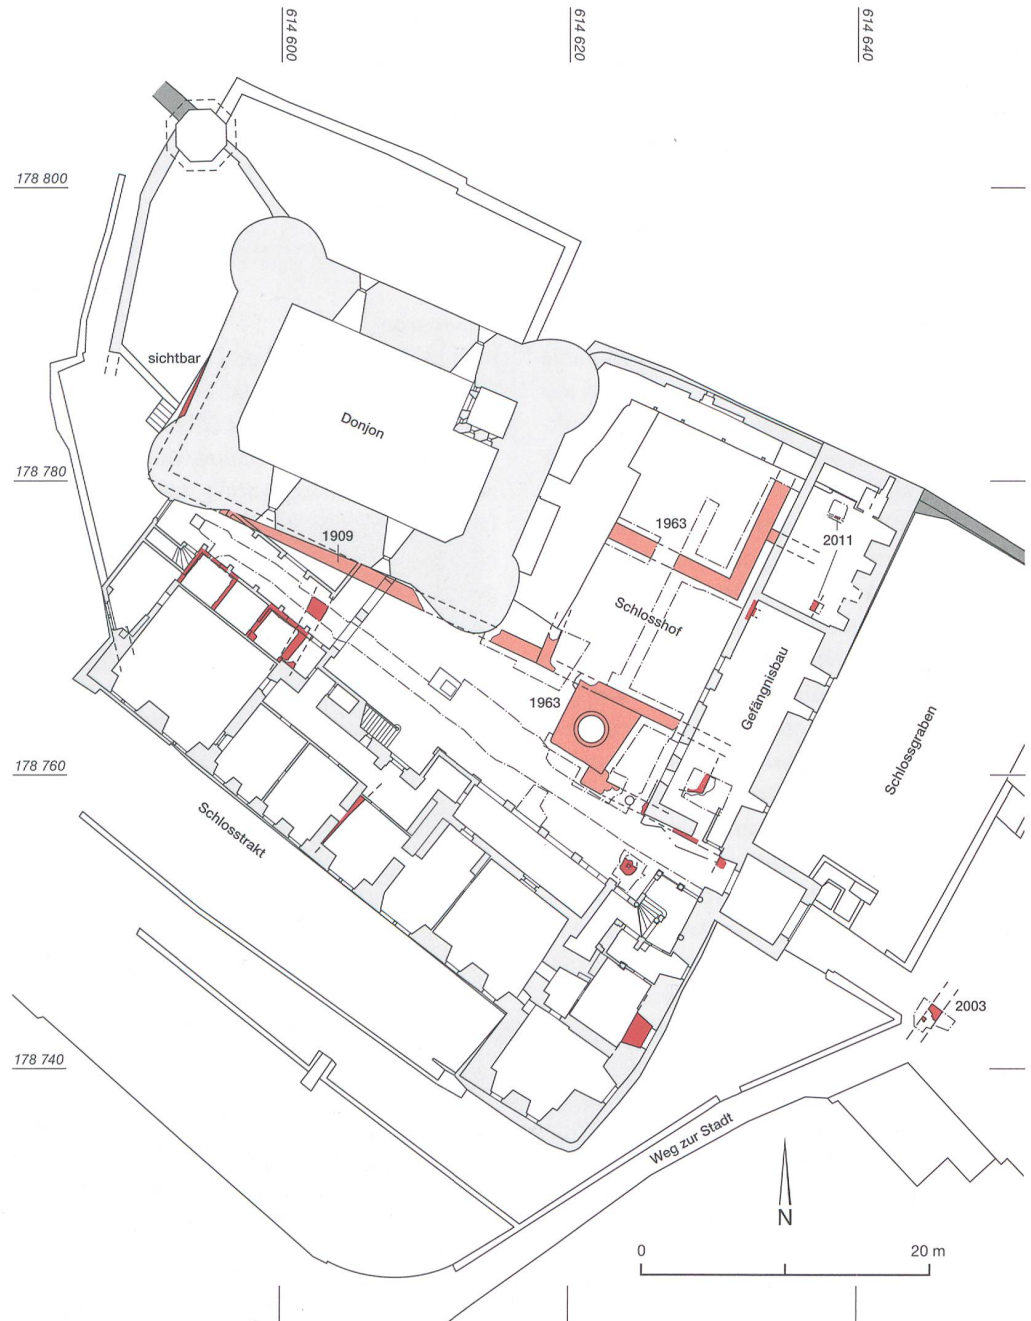 614 600
614 620
614 640
178 800
sichtbar
Donjon
178 780
1963
1909
2011
Schlosshof
Gefängnisbau
1963
Schlossgraben
178 760
Schlosstrakt
2003
178 740
Weg zur Stadt
N
0
20 m